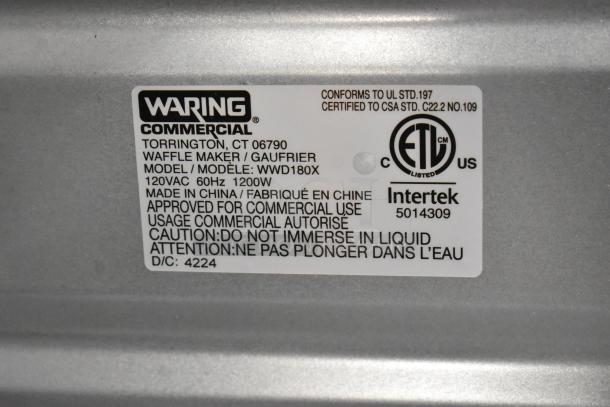 WARING®
COMMERCIAL
TORRINGTON, CT 06790
WAFFLE MAKER / GAUFRIER
MODEL / MODÈLE: WWD180X
120VAC 60Hz 1200W
MADE IN CHINA / FABRIQUÉ EN CHINE
APPROVED FOR COMMERCIAL USE
USAGE COMMERCIAL AUTORISÉ
CAUTION:DO NOT IMMERSE IN LIQUID
ATTENTION:NE PAS PLONGER DANS L'EAU
D/C: 4224
CONFORMS TO UL STD.197
CERTIFIED TO CSA STD. C22.2 NO.109
C ETL CM US
LISTED
Intertek
5014309